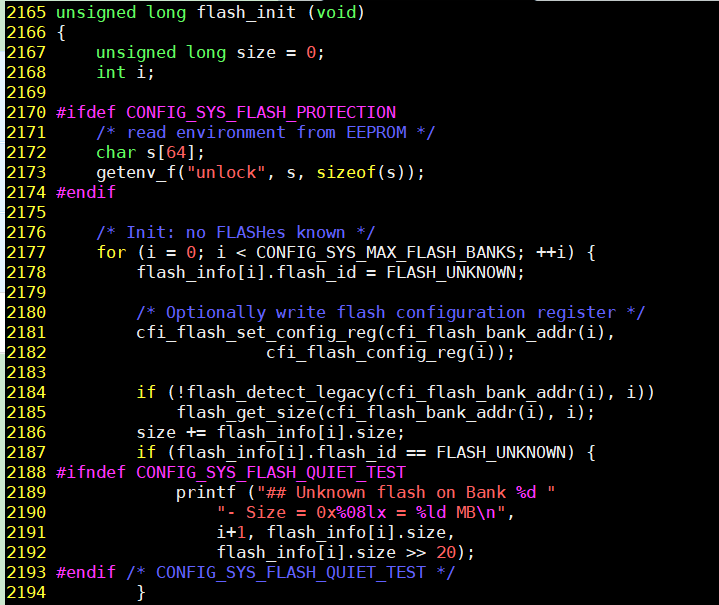 2165 unsigned long flash_init (void)
2166 {
2167     unsigned long size = 0;
2168     int i;
2169
2170 #ifdef CONFIG_SYS_FLASH_PROTECTION
2171     /* read environment from EEPROM */
2172     char s[64];
2173     getenv_f("unlock", s, sizeof(s));
2174 #endif
2175
2176     /* Init: no FLASHes known */
2177     for (i = 0; i < CONFIG_SYS_MAX_FLASH_BANKS; ++i) {
2178         flash_info[i].flash_id = FLASH_UNKNOWN;
2179
2180         /* Optionally write flash configuration register */
2181         cfi_flash_set_config_reg(cfi_flash_bank_addr(i),
2182                      cfi_flash_config_reg(i));
2183
2184         if (!flash_detect_legacy(cfi_flash_bank_addr(i), i))
2185             flash_get_size(cfi_flash_bank_addr(i), i);
2186         size += flash_info[i].size;
2187         if (flash_info[i].flash_id == FLASH_UNKNOWN) {
2188 #ifndef CONFIG_SYS_FLASH_QUIET_TEST
2189             printf ("## Unknown flash on Bank %d "
2190                 "- Size = 0x%08lx = %ld MB\n",
2191                 i+1, flash_info[i].size,
2192                 flash_info[i].size >> 20);
2193 #endif /* CONFIG_SYS_FLASH_QUIET_TEST */
2194         }